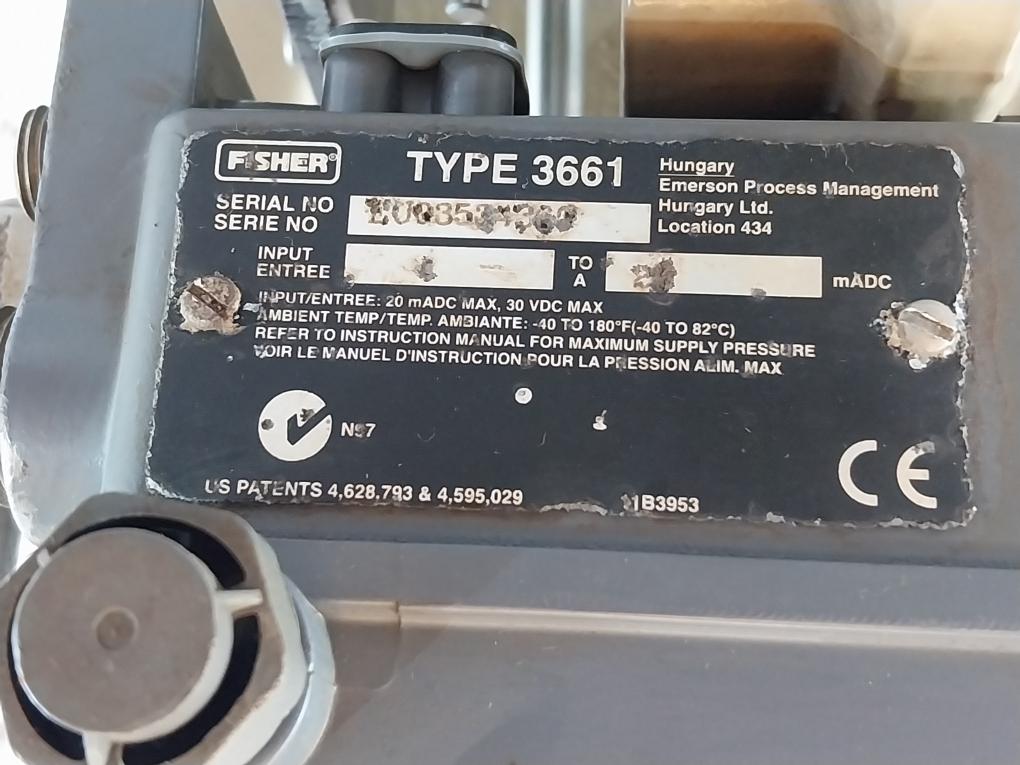 FISHER®
TYPE 3661
Hungary
Emerson Process Management
Hungary Ltd.
Location 434
SERIAL NO
SERIE NO
INPUT
ENTREE
TO
A
mADC
INPUT/ENTREE: 20 mADC MAX, 30 VDC MAX
AMBIENT TEMP/TEMP. AMBIANTE: -40 TO 180°F(-40 TO 82°C)
REFER TO INSTRUCTION MANUAL FOR MAXIMUM SUPPLY PRESSURE
VOIR LE MANUEL D'INSTRUCTION POUR LA PRESSION ALIM. MAX
CE
US PATENTS 4,628,793 & 4,595,029
11B3953